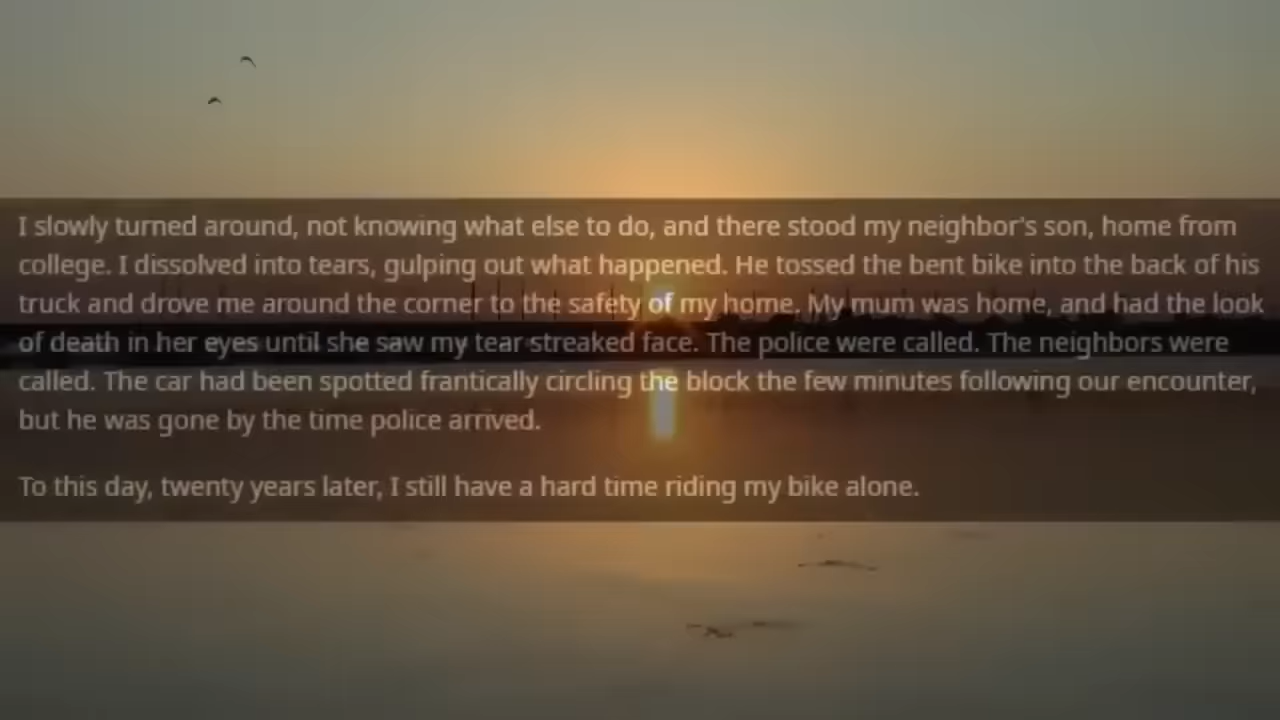 I slowly turned around, not knowing what else to do, and there stood my neighbor's son, home from
college. I dissolved into tears, gulping out what happened. He tossed the bent bike into the back of his
truck and drove me around the corner to the safety of my home. My mum was home, and had the look
of death in her eyes until she saw my tear streaked face. The police were called. The neighbors were
called. The car had been spotted frantically circling the block the few minutes following our encounter,
but he was gone by the time police arrived.
To this day, twenty years later, I still have a hard time riding my bike alone.